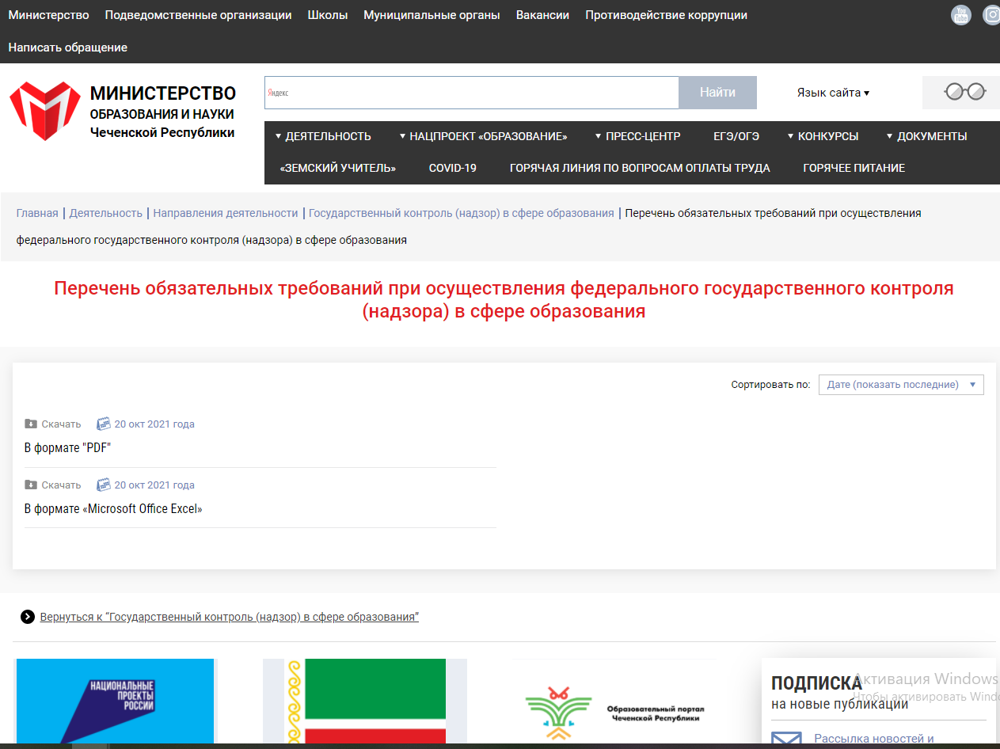 Министерство Подведомственные организации Школы Муниципальные органы Вакансии Противодействие коррупции
You Tube
Написать обращение
МИНИСТЕРСТВО
ОБРАЗОВАНИЯ И НАУКИ
Чеченской Республики
Яндекс
Найти
Язык сайта ▾
▾ ДЕЯТЕЛЬНОСТЬ ▾ НАЦПРОЕКТ «ОБРАЗОВАНИЕ» ▾ ПРЕСС-ЦЕНТР ЕГЭ/ОГЭ ▾ КОНКУРСЫ ▾ ДОКУМЕНТЫ
«ЗЕМСКИЙ УЧИТЕЛЬ» COVID-19 ГОРЯЧАЯ ЛИНИЯ ПО ВОПРОСАМ ОПЛАТЫ ТРУДА ГОРЯЧЕЕ ПИТАНИЕ
Главная | Деятельность | Направления деятельности | Государственный контроль (надзор) в сфере образования | Перечень обязательных требований при осуществления
федерального государственного контроля (надзора) в сфере образования
Перечень обязательных требований при осуществления федерального государственного контроля
(надзора) в сфере образования
Сортировать по: Дате (показать последние) ▾
Скачать 20 окт 2021 года
В формате "PDF"
Скачать 20 окт 2021 года
В формате «Microsoft Office Excel»
Вернуться к “Государственный контроль (надзор) в сфере образования”
НАЦИОНАЛЬНЫЕ
ПРОЕКТЫ
РОССИИ
Образовательный портал
Чеченской Республики
ПОДПИСКА
на новые публикации
Рассылка новостей и
Активация Windows
Чтобы активировать